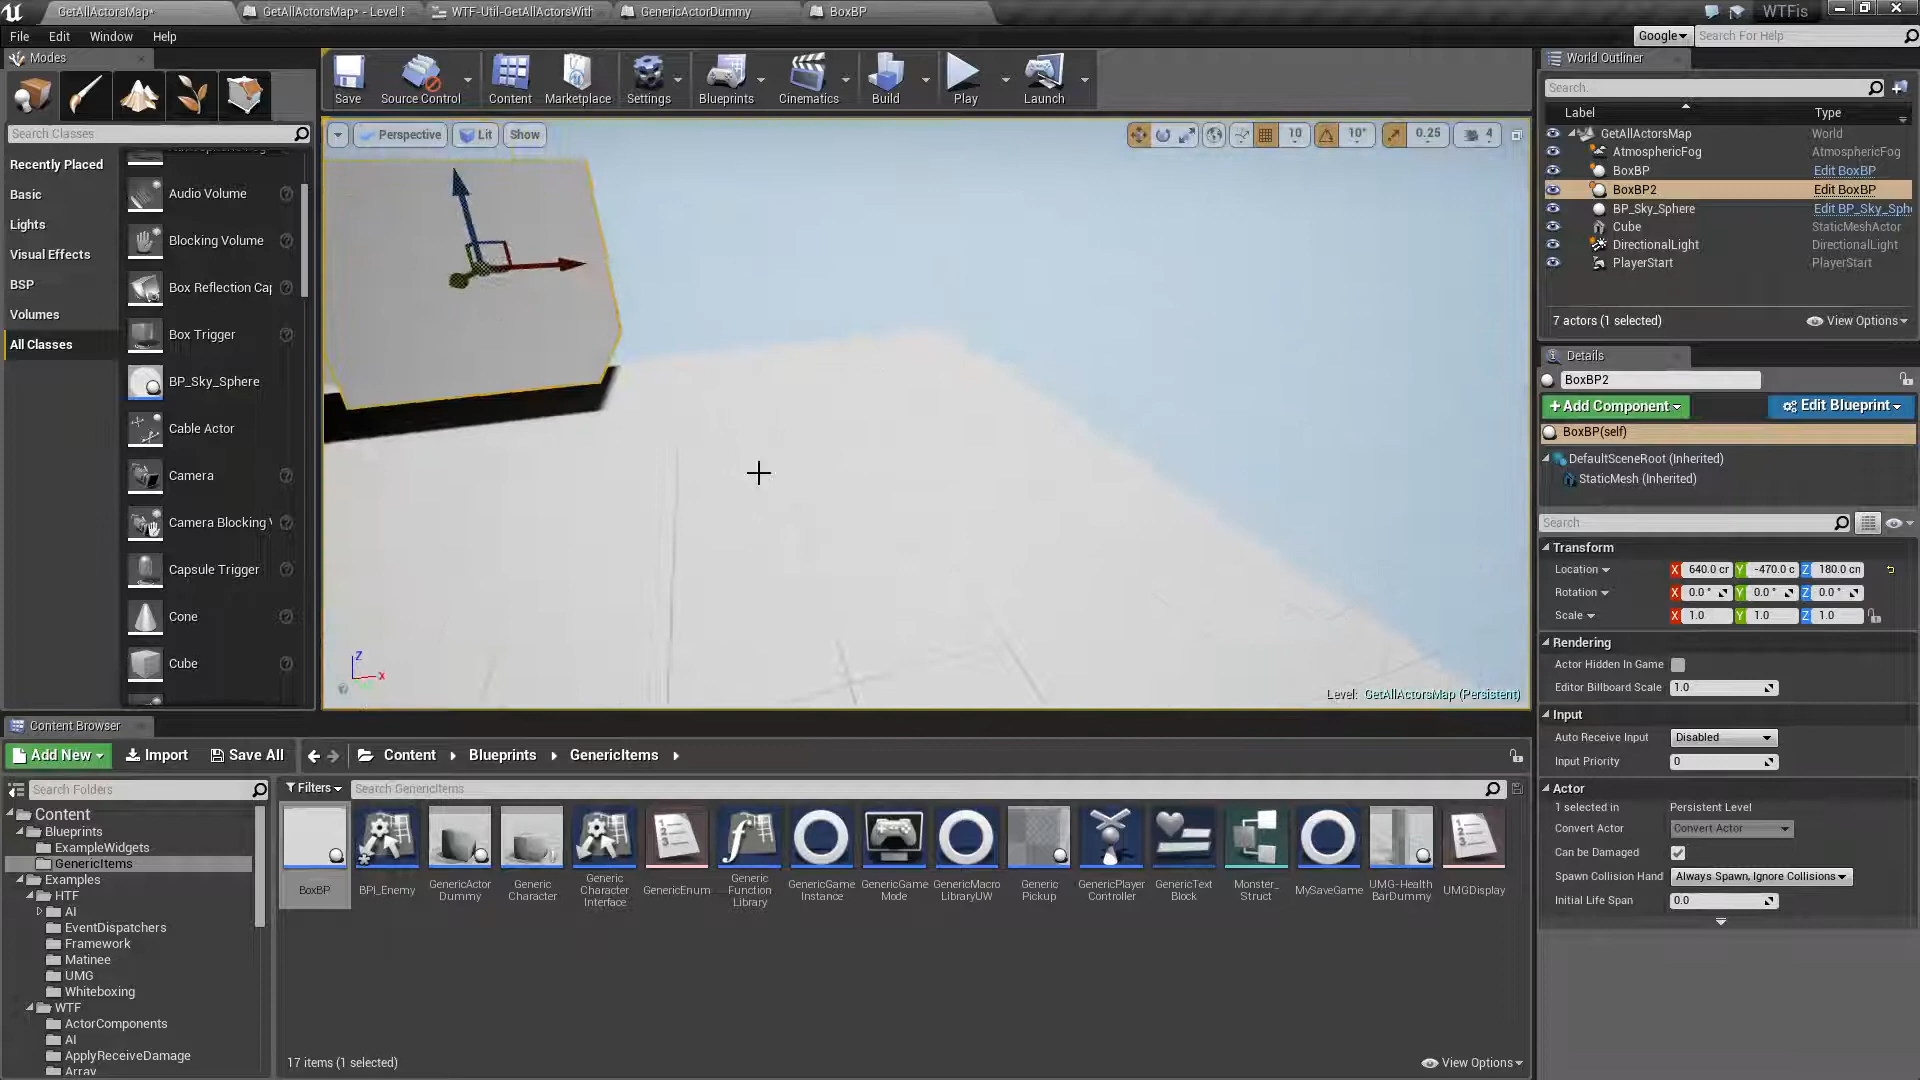 GetAllActorsMap*
GetAllActorsMap* - Level E
WTF-Util-GetAllActorsWith
GenericActorDummy
BoxBP
WTFis
File
Edit
Window
Help
Google
Search For Help
Modes
Save
Source Control
Content
Marketplace
Settings
Blueprints
Cinematics
Build
Play
Launch
Search Classes
Recently Placed
Basic
Lights
Visual Effects
BSP
Volumes
All Classes
Audio Volume
Blocking Volume
Box Reflection Cap
Box Trigger
BP_Sky_Sphere
Cable Actor
Camera
Camera Blocking V
Capsule Trigger
Cone
Cube
Perspective
Lit
Show
10
10°
0.25
4
Z
X
Level: GetAllActorsMap (Persistent)
World Outliner
Search.
Label
Type
GetAllActorsMap
World
AtmosphericFog
AtmosphericFog
BoxBP
Edit BoxBP
BoxBP2
Edit BoxBP
BP_Sky_Sphere
Edit BP_Sky_Sph
Cube
StaticMeshActor
DirectionalLight
DirectionalLight
PlayerStart
PlayerStart
7 actors (1 selected)
View Options
Details
BoxBP2
+Add Component
Edit Blueprint
BoxBP(self)
DefaultSceneRoot (Inherited)
StaticMesh (Inherited)
Search
Transform
Location
X 640.0 cr
Y -470.0 c
Z 180.0 cn
Rotation
X 0.0 °
Y 0.0 °
Z 0.0 °
Scale
X 1.0
Y 1.0
Z 1.0
Rendering
Actor Hidden In Game
Editor Billboard Scale
1.0
Input
Auto Receive Input
Disabled
Input Priority
0
Actor
1 selected in
Persistent Level
Convert Actor
Convert Actor
Can be Damaged
Spawn Collision Hand
Always Spawn, Ignore Collisions
Initial Life Span
0.0
Content Browser
Add New
Import
Save All
Content
Blueprints
GenericItems
Search Folders
Filters
Search GenericItems
Content
Blueprints
ExampleWidgets
GenericItems
Examples
HTF
AI
EventDispatchers
Framework
Matinee
UMG
Whiteboxing
WTF
ActorComponents
AI
ApplyReceiveDamage
Array
BoxBP
BPI_Enemy
GenericActor
Dummy
Generic
Character
Generic
Character
Interface
GenericEnum
Generic
Function
Library
GenericGame
Instance
GenericGame
Mode
GenericMacro
LibraryUW
Generic
Pickup
GenericPlayer
Controller
GenericText
Block
Monster_
Struct
MySaveGame
UMG-Health
BarDummy
UMGDisplay
17 items (1 selected)
View Options